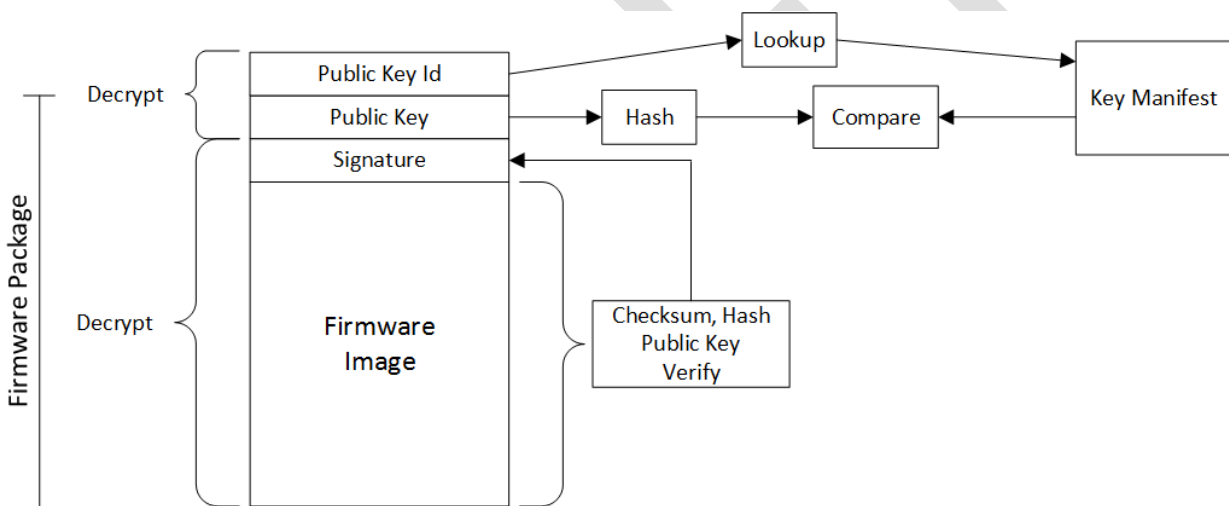 Lookup
Public Key Id
Decrypt
Key Manifest
Public Key
Hash
Compare
Signature
Firmware Package
Decrypt
Firmware
Image
Checksum, Hash
Public Key
Verify